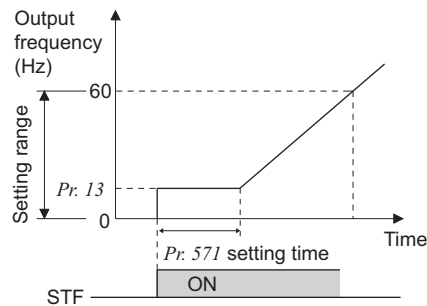 Output
frequency
(Hz)
60
Setting range
Pr. 13
0
Time
Pr. 571 setting time
ON
STF